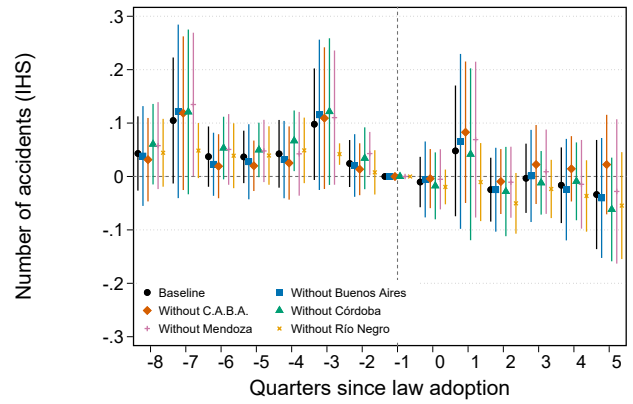 Number of accidents (IHS)
.3
.2
.1
0
-.1
-.2
-.3
Baseline
Without Buenos Aires
Without C.A.B.A.
Without Córdoba
Without Mendoza
Without Río Negro
-8 -7 -6 -5 -4 -3 -2 -1 0 1 2 3 4 5
Quarters since law adoption